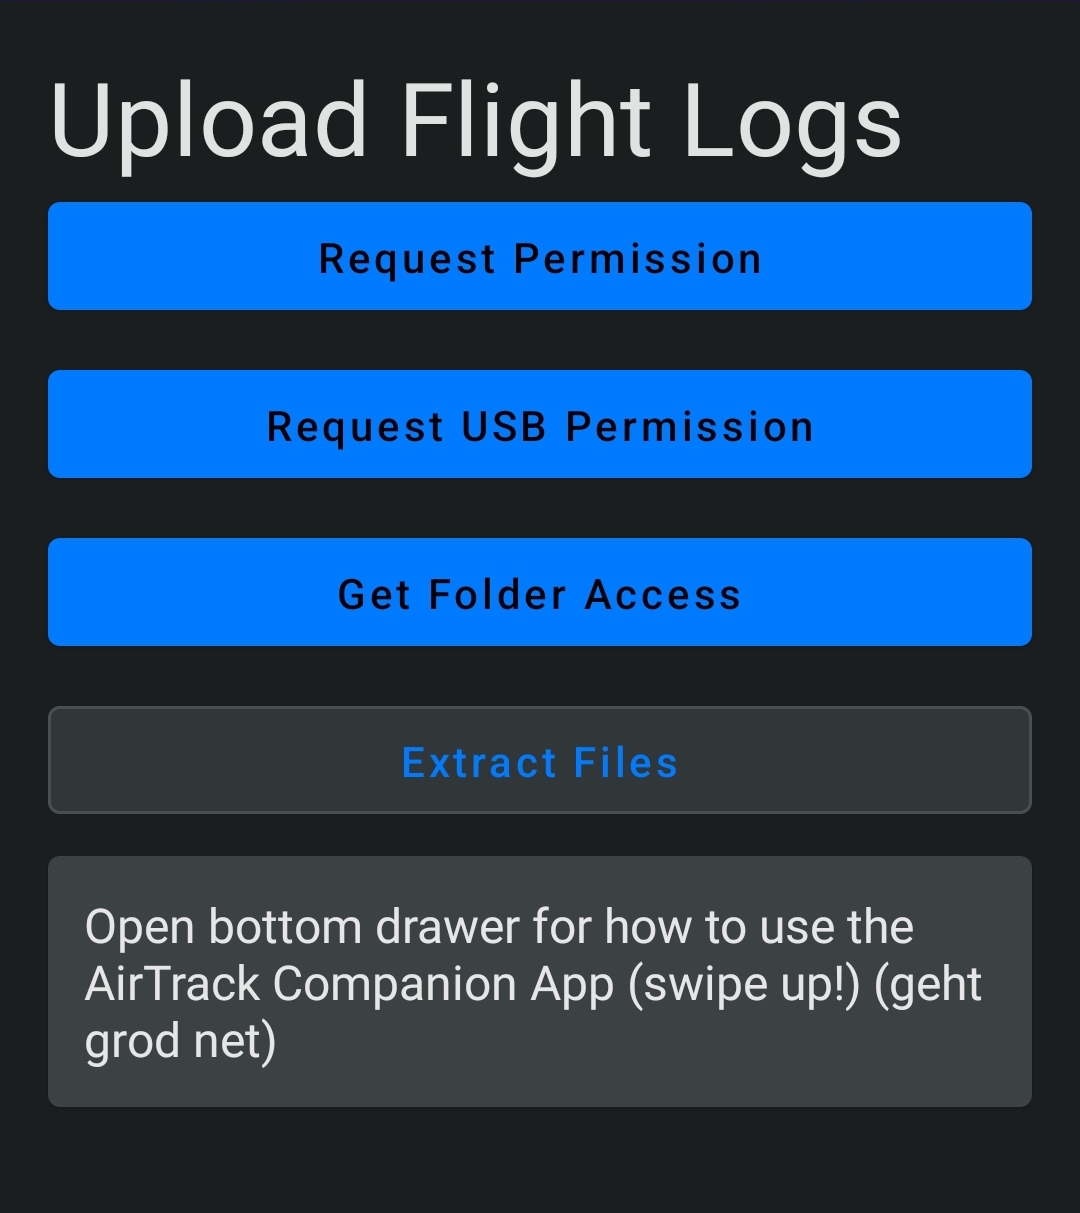 Upload Flight Logs
Request Permission
Request USB Permission
Get Folder Access
Extract Files
Open bottom drawer for how to use the
AirTrack Companion App (swipe up!) (geht
grod net)